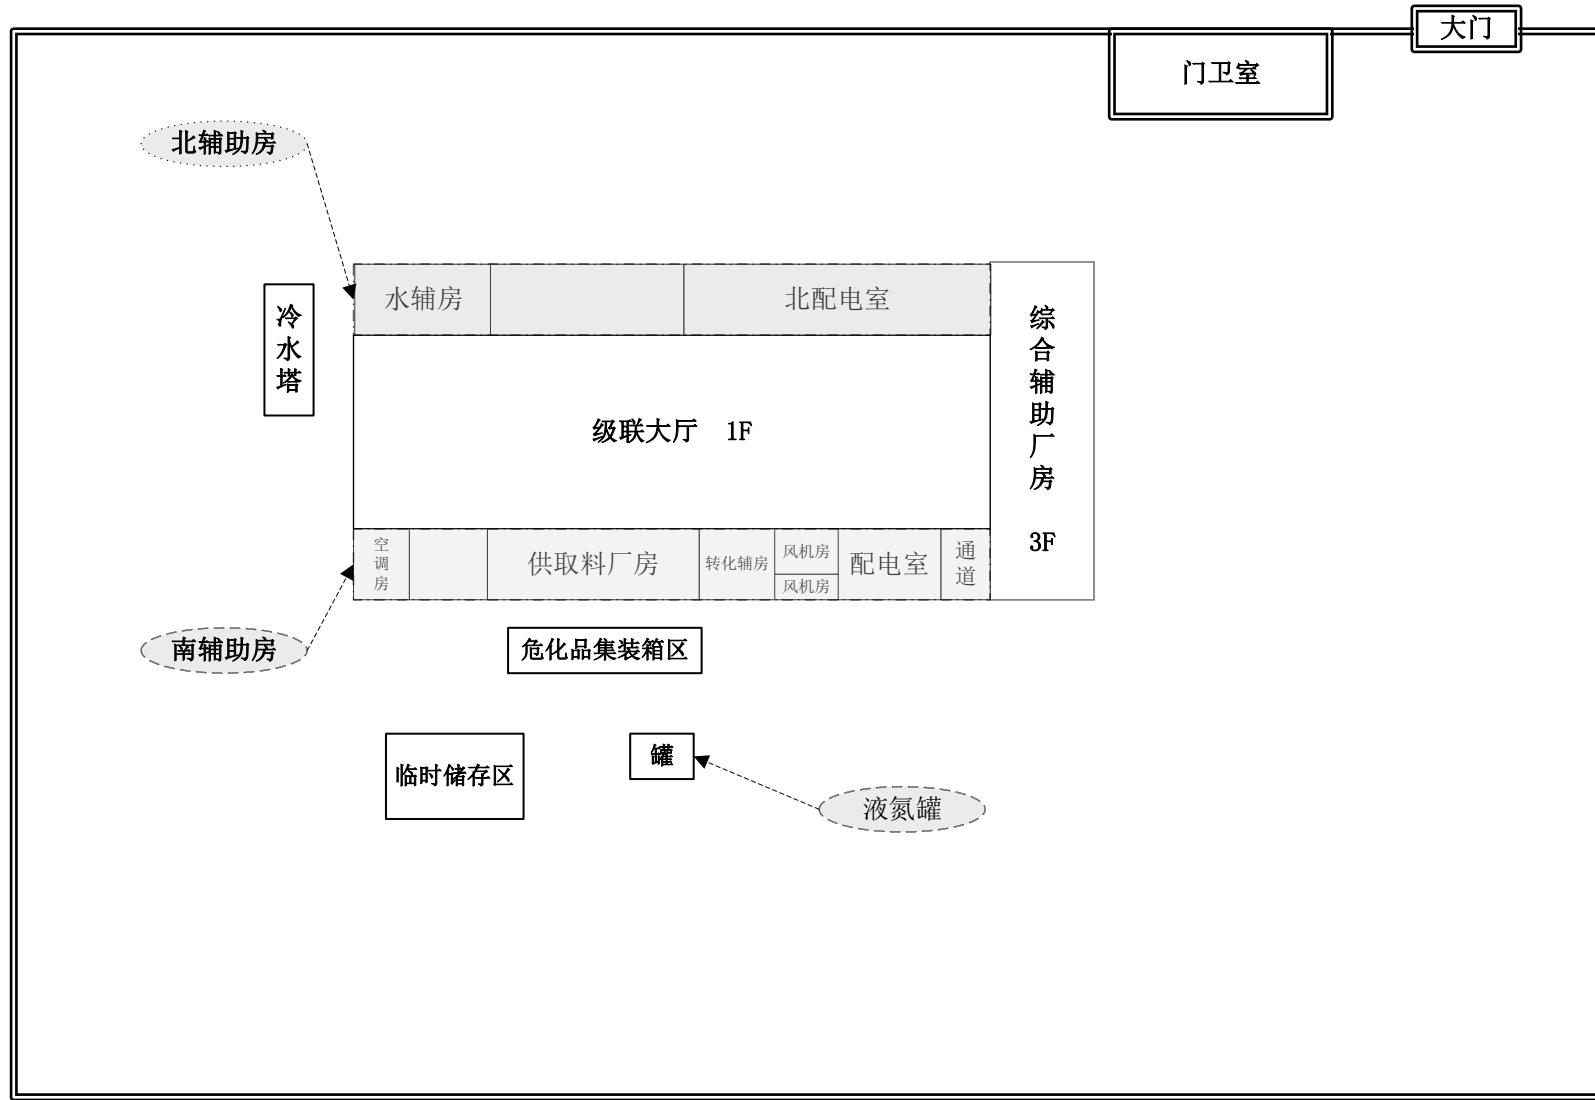 大门
门卫室
北辅助房
水辅房
北配电室
冷水塔
综合辅助厂房 3F
级联大厅 1F
空调房
供取料厂房
转化辅房
风机房
风机房
配电室
通道
南辅助房
危化品集装箱区
临时储存区
罐
液氮罐